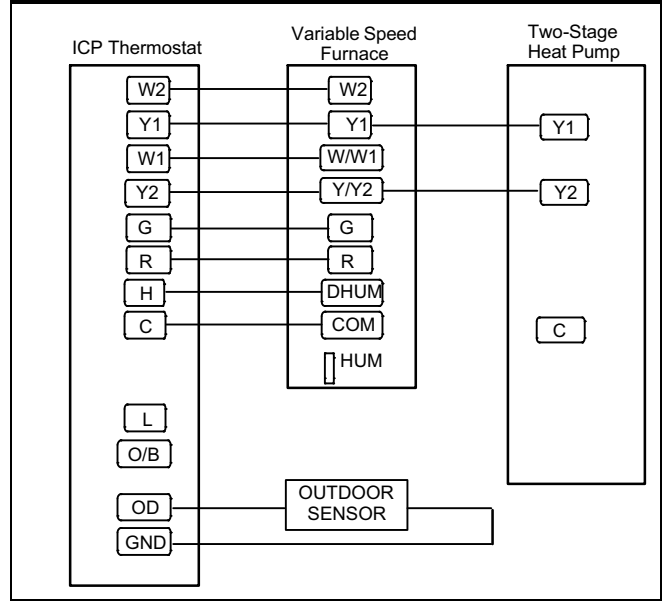 ICP Thermostat
Variable Speed
Furnace
Two-Stage
Heat Pump
W2
W2
Y1
Y1
Y1
W1
W/W1
Y2
Y/Y2
Y2
G
G
R
R
H
DHUM
C
COM
C
HUM
L
O/B
OD
OUTDOOR
SENSOR
GND